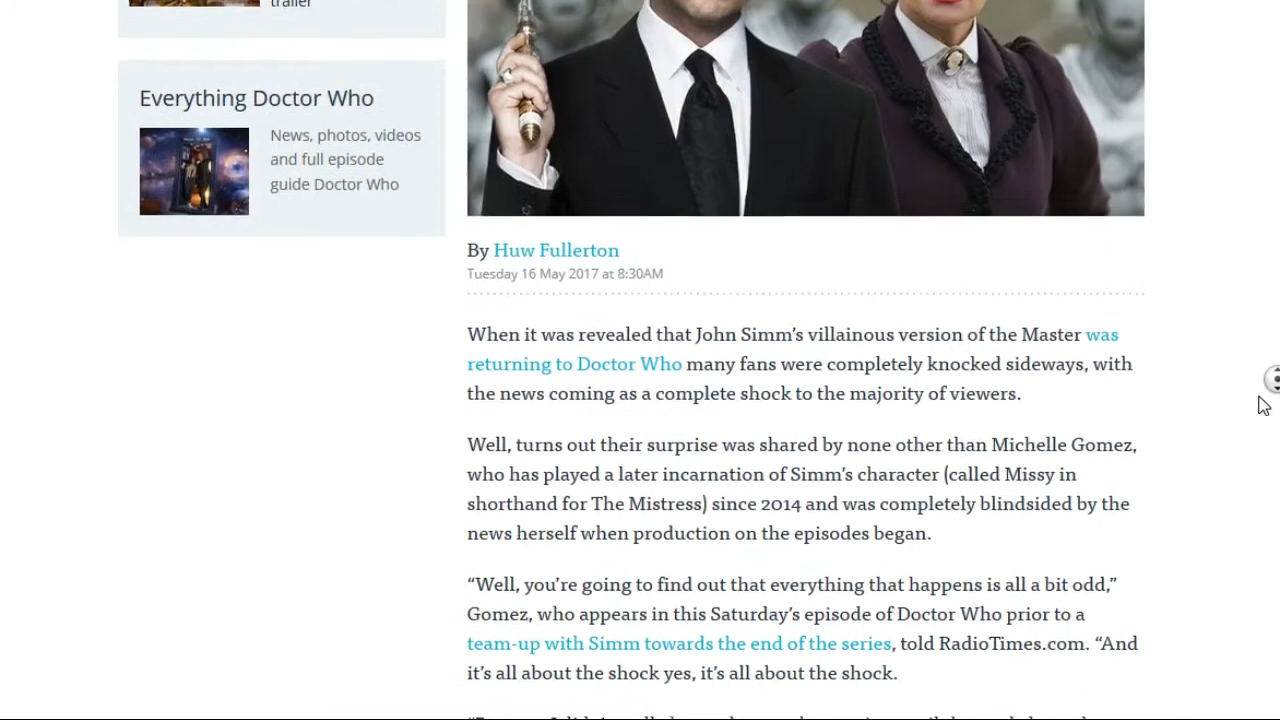 trailer
Everything Doctor Who
News, photos, videos
and full episode
guide Doctor Who
By Huw Fullerton
Tuesday 16 May 2017 at 8:30AM
When it was revealed that John Simm’s villainous version of the Master was
returning to Doctor Who many fans were completely knocked sideways, with
the news coming as a complete shock to the majority of viewers.
Well, turns out their surprise was shared by none other than Michelle Gomez,
who has played a later incarnation of Simm’s character (called Missy in
shorthand for The Mistress) since 2014 and was completely blindsided by the
news herself when production on the episodes began.
“Well, you’re going to find out that everything that happens is all a bit odd,”
Gomez, who appears in this Saturday’s episode of Doctor Who prior to a
team-up with Simm towards the end of the series, told RadioTimes.com. “And
it’s all about the shock yes, it’s all about the shock.